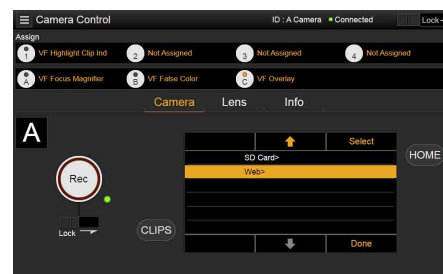 Camera Control
ID : A Camera
Connected
Lock
Assign
1 VF Highlight Clip Ind
2 Not Assigned
3 Not Assigned
4 Not Assigned
A VF Focus Magnifier
B VF False Color
C VF Overlay
Camera Lens Info
A
Select
SD Card>
HOME
Web>
Rec
CLIPS
Lock
Done